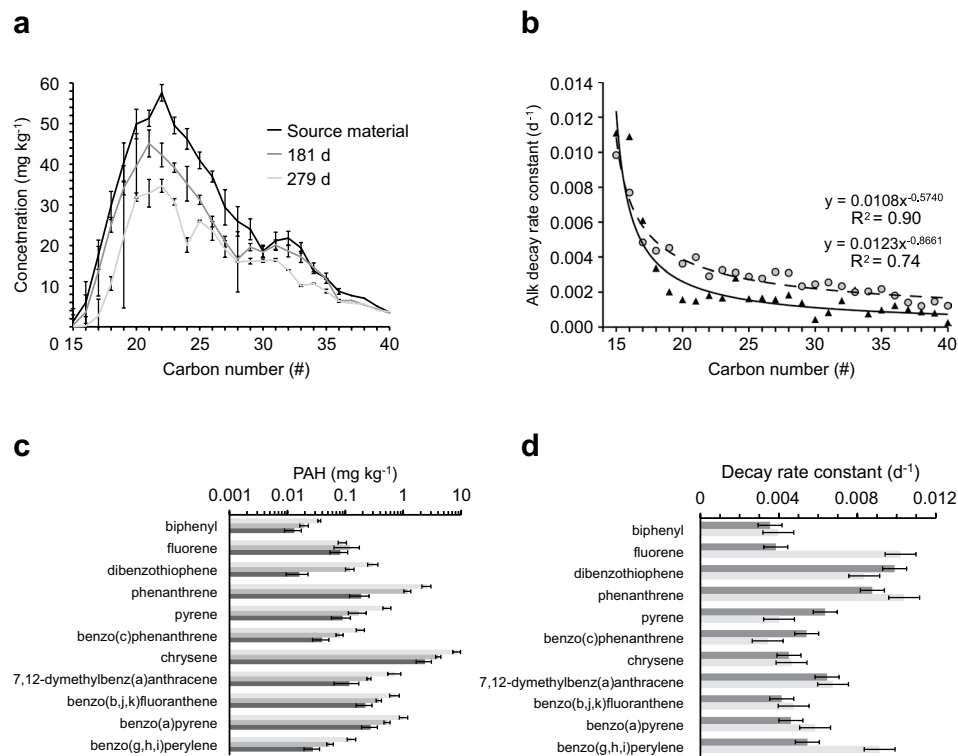 a
Concetnration (mg kg-1)
60
50
40
30
20
10
0 15 20 25 30 35 40
Carbon number (#)
Source material
181 d
279 d
b
Alk decay rate constant (d-1)
0.014
0.012
0.010
0.008
0.006
0.004
0.002
0.000
15 20 25 30 35 40
Carbon number (#)
y = 0.0108x-0.5740
R2 = 0.90
y = 0.0123x-0.8661
R2 = 0.74
c
PAH (mg kg-1)
0.001 0.01 0.1 1 10
biphenyl
fluorene
dibenzothiophene
phenanthrene
pyrene
benzo(c)phenanthrene
chrysene
7,12-dymethylbenz(a)anthracene
benzo(b,j,k)fluoranthene
benzo(a)pyrene
benzo(g,h,i)perylene
d
Decay rate constant (d-1)
0 0.004 0.008 0.012
biphenyl
fluorene
dibenzothiophene
phenanthrene
pyrene
benzo(c)phenanthrene
chrysene
7,12-dymethylbenz(a)anthracene
benzo(b,j,k)fluoranthene
benzo(a)pyrene
benzo(g,h,i)perylene